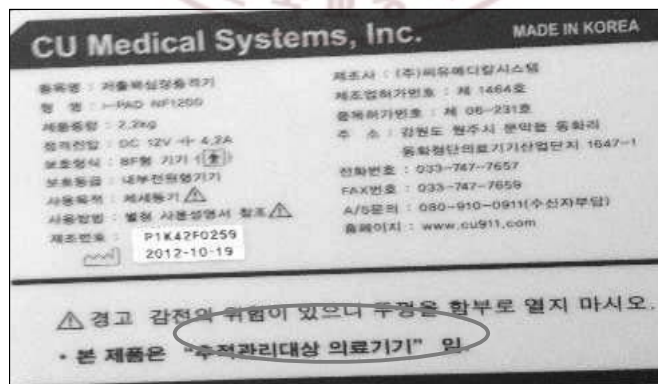 CU Medical Systems, Inc.
MADE IN KOREA
품목명 : 저출력심장충격기
형 명 : i-PAD NF1200
제품중량 : 2.2kg
정격전압 : DC 12V 4.2A
보호형식 : BF형 기기
보호등급 : 내부전원형기기
사용목적 : 제세동기
사용방법 : 별첨 사용설명서 참조
제조번호 : P1K42F0259
2012-10-19
제조사 : (주)씨유메디칼시스템
제조업허가번호 : 제 1464호
품목허가번호 : 제 06-231호
주 소 : 강원도 원주시 문막읍 동화리
동화첨단의료기기산업단지 1647-1
전화번호 : 033-747-7657
FAX번호 : 033-747-7659
A/S문의 : 080-910-0911(수신자부담)
홈페이지 : www.cu911.com
경고 감전의 위험이 있으니 뚜껑을 함부로 열지 마시오.
• 본 제품은 "추적관리대상 의료기기" 임